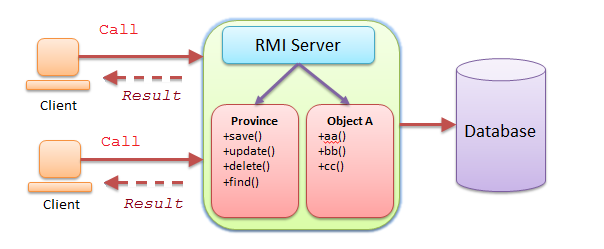 Call
Result
Client
Call
Result
Client
RMI Server
Province
+save()
+update()
+delete()
+find()
Object A
+aa()
+bb()
+cc()
Database